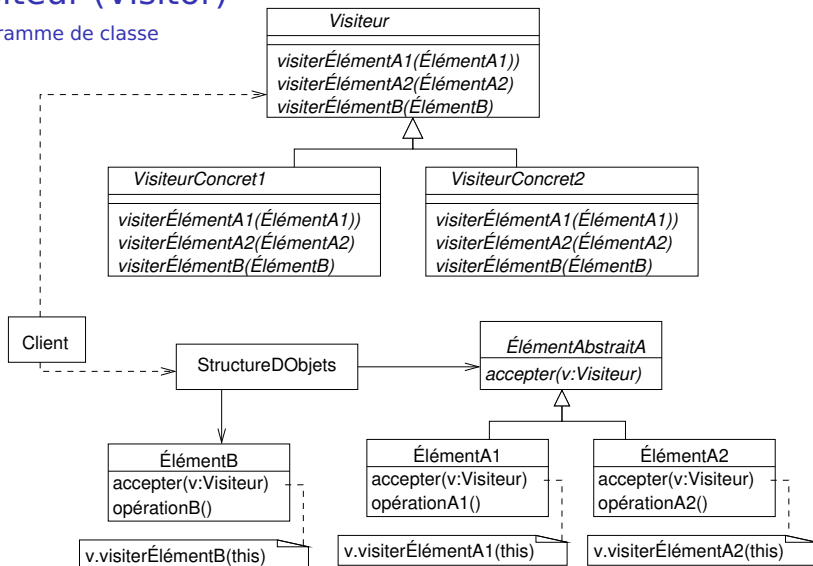 (Visitor)
de classe
Visiteur
visiterÉlémentA1(ÉlémentA1))
visiterÉlémentA2(ÉlémentA2)
visiterÉlémentB(ÉlémentB)
VisiteurConcret1
visiterÉlémentA1(ÉlémentA1))
visiterÉlémentA2(ÉlémentA2)
visiterÉlémentB(ÉlémentB)
VisiteurConcret2
visiterÉlémentA1(ÉlémentA1))
visiterÉlémentA2(ÉlémentA2)
visiterÉlémentB(ÉlémentB)
Client
StructureDObjets
ÉlémentAbstraitA
accepter(v:Visiteur)
ÉlémentB
accepter(v:Visiteur)
opérationB()
ÉlémentA1
accepter(v:Visiteur)
opérationA1()
ÉlémentA2
accepter(v:Visiteur)
opérationA2()
v.visiterÉlémentB(this)
v.visiterÉlémentA1(this)
v.visiterÉlémentA2(this)